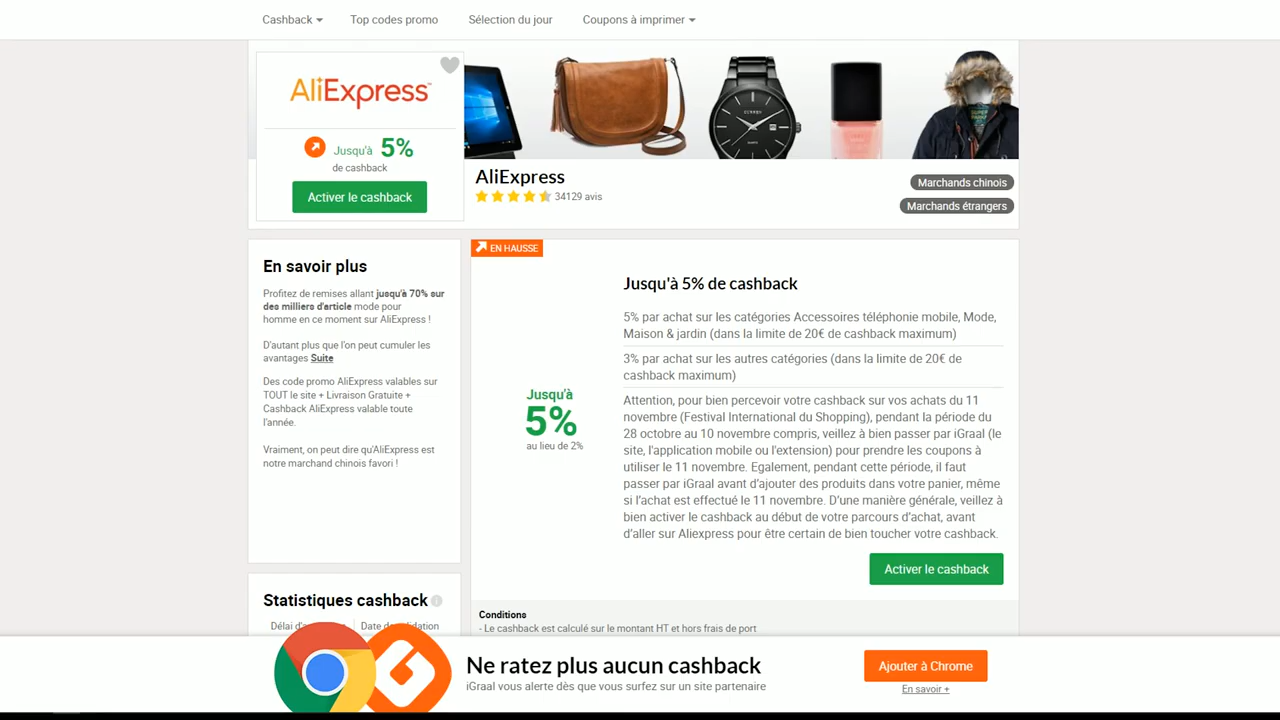 Cashback
Top codes promo
Sélection du jour
Coupons à imprimer
AliExpress™
Jusqu'à 5%
de cashback
Activer le cashback
AliExpress
34129 avis
Marchands chinois
Marchands étrangers
En savoir plus
Profitez de remises allant jusqu'à 70% sur
des milliers d'article mode pour
homme en ce moment sur AliExpress !
D'autant plus que l'on peut cumuler les
avantages Suite
Des code promo AliExpress valables sur
TOUT le site + Livraison Gratuite +
Cashback AliExpress valable toute
l'année.
Vraiment, on peut dire qu'AliExpress est
notre marchand chinois favori !
EN HAUSSE
Jusqu'à
5%
au lieu de 2%
Jusqu'à 5% de cashback
5% par achat sur les catégories Accessoires téléphonie mobile, Mode,
Maison & jardin (dans la limite de 20€ de cashback maximum)
3% par achat sur les autres catégories (dans la limite de 20€ de
cashback maximum)
Attention, pour bien percevoir votre cashback sur vos achats du 11
novembre (Festival International du Shopping), pendant la période du
28 octobre au 10 novembre compris, veillez à bien passer par iGraal (le
site, l'application mobile ou l'extension) pour prendre les coupons à
utiliser le 11 novembre. Egalement, pendant cette période, il faut
passer par iGraal avant d'ajouter des produits dans votre panier, même
si l'achat est effectué le 11 novembre. D'une manière générale, veillez à
bien activer le cashback au début de votre parcours d'achat, avant
d'aller sur Aliexpress pour être certain de bien toucher votre cashback.
Activer le cashback
Statistiques cashback
Conditions
- Le cashback est calculé sur le montant HT et hors frais de port
Ne ratez plus aucun cashback
iGraal vous alerte dès que vous surfez sur un site partenaire
Ajouter à Chrome
En savoir +